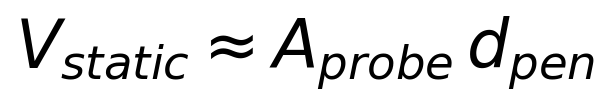 V_static ≈ A_probe d_pen